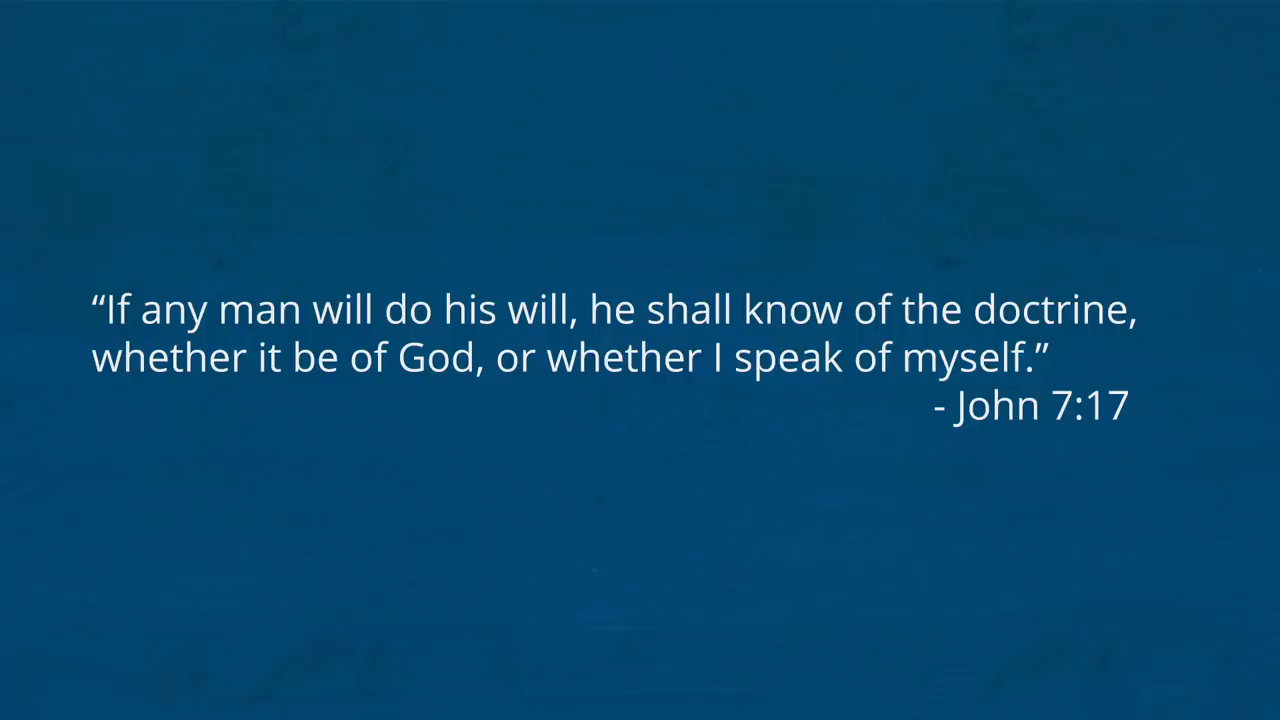 “If any man will do his will, he shall know of the doctrine,
whether it be of God, or whether I speak of myself.”
- John 7:17